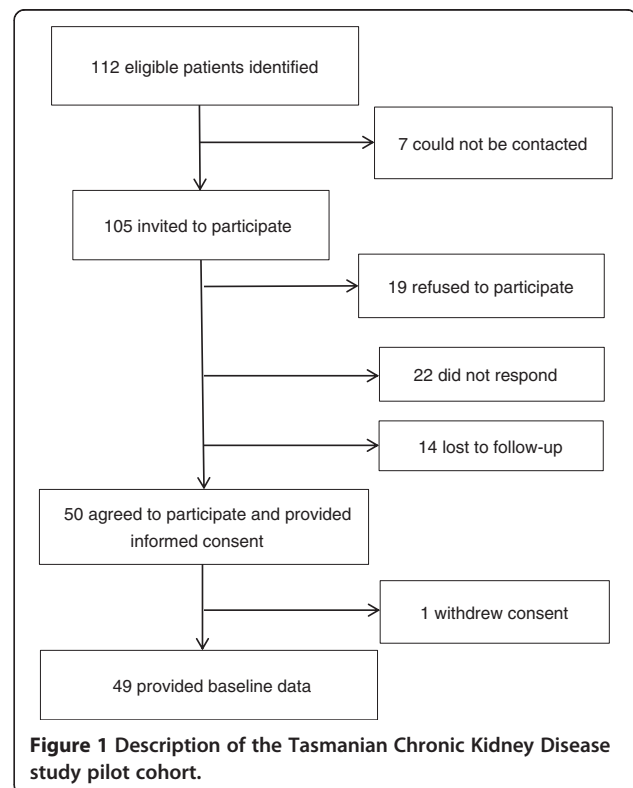 112 eligible patients identified
7 could not be contacted
105 invited to participate
19 refused to participate
22 did not respond
14 lost to follow-up
50 agreed to participate and provided
informed consent
1 withdrew consent
49 provided baseline data
Figure 1 Description of the Tasmanian Chronic Kidney Disease
study pilot cohort.